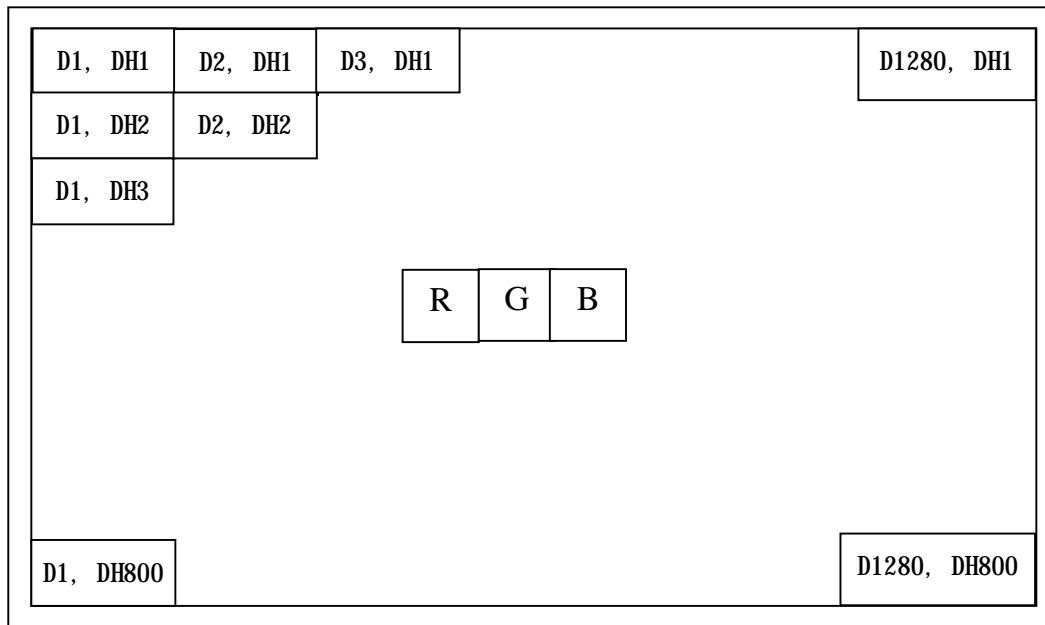 D1, DH1 D2, DH1 D3, DH1 D1280, DH1
D1, DH2 D2, DH2
D1, DH3
R G B
D1, DH800 D1280, DH800